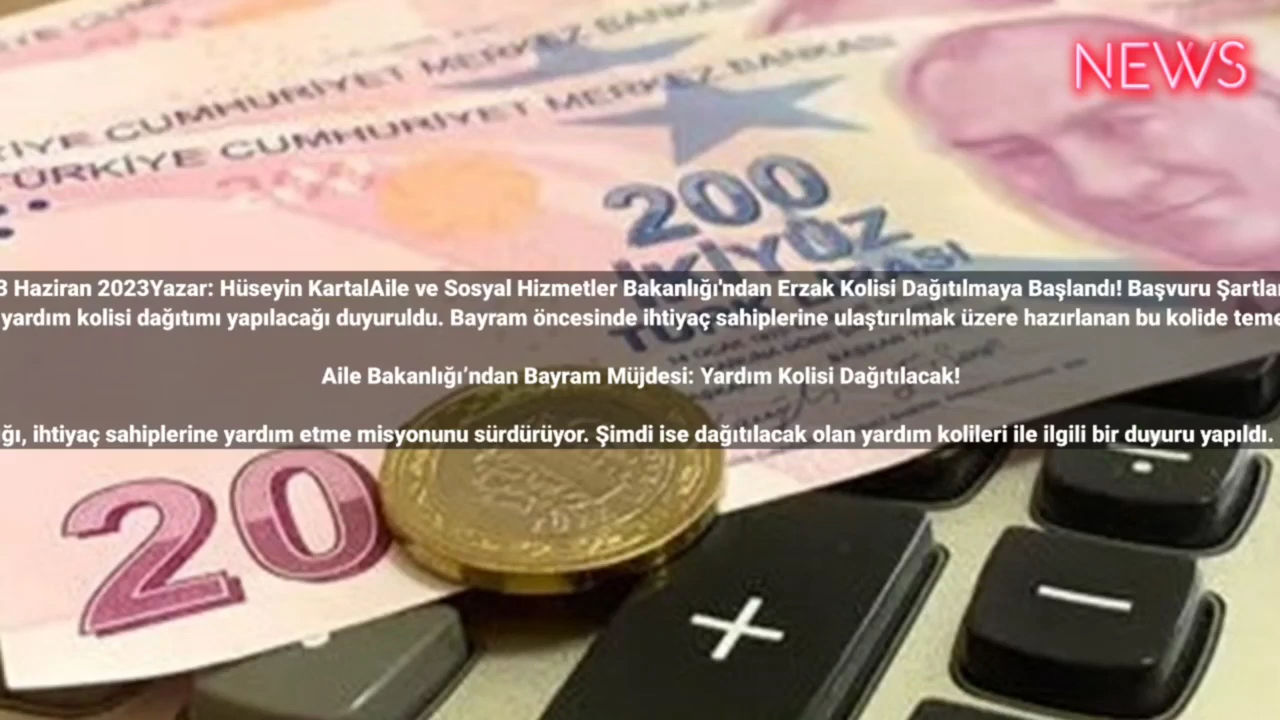 NEWS
TÜRKİYE CUMHURİYET MERKEZ BANKASI
200
İKİYÜZ
3 Haziran 2023Yazar: Hüseyin KartalAile ve Sosyal Hizmetler Bakanlığı'ndan Erzak Kolisi Dağıtılmaya Başlandı! Başvuru Şartlar
yardım kolisi dağıtımı yapılacağı duyuruldu. Bayram öncesinde ihtiyaç sahiplerine ulaştırılmak üzere hazırlanan bu kolide teme
Aile Bakanlığı’ndan Bayram Müjdesi: Yardım Kolisi Dağıtılacak!
ğı, ihtiyaç sahiplerine yardım etme misyonunu sürdürüyor. Şimdi ise dağıtılacak olan yardım kolileri ile ilgili bir duyuru yapıldı.
20